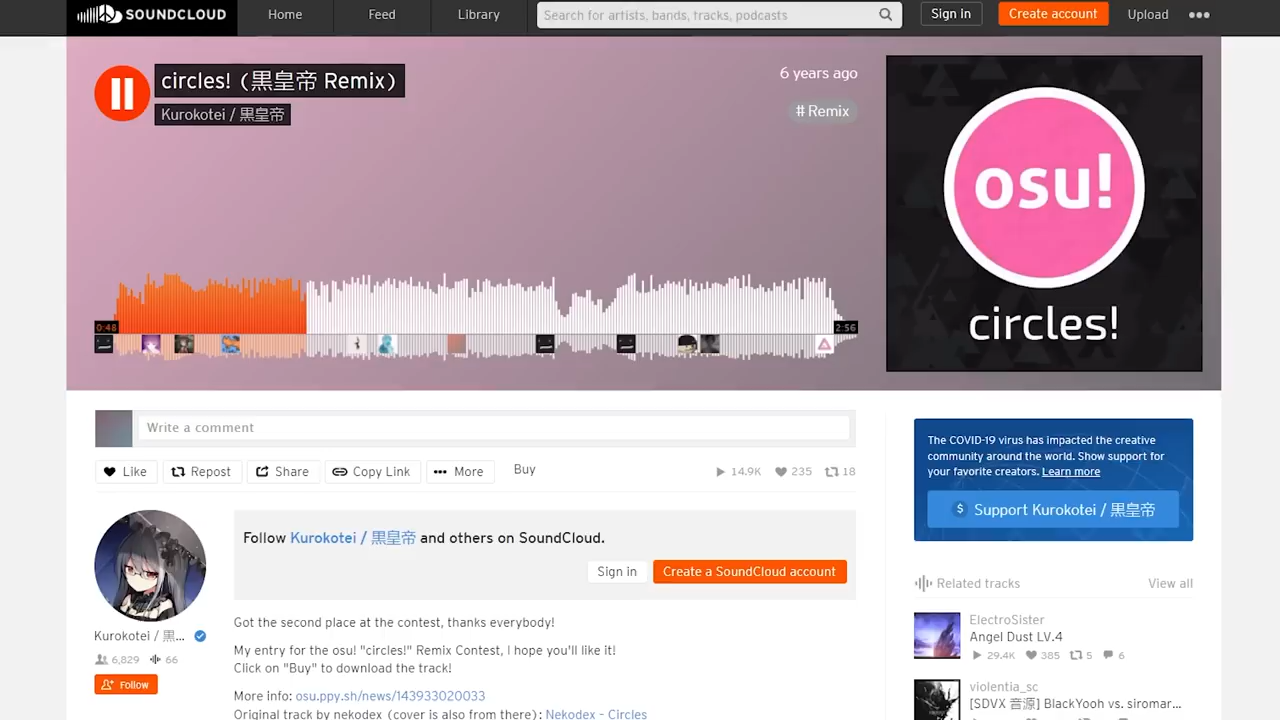 SOUNDCLOUD
Home
Feed
Library
Search for artists, bands, tracks, podcasts
Sign in
Create account
Upload
circles! (黒皇帝 Remix)
Kurokotei / 黒皇帝
6 years ago
# Remix
osu!
circles!
0:48
2:56
Write a comment
Like
Repost
Share
Copy Link
More
Buy
14.9K
235
18
The COVID-19 virus has impacted the creative
community around the world. Show support for
your favorite creators. Learn more
$ Support Kurokotei / 黒皇帝
Follow Kurokotei / 黒皇帝 and others on SoundCloud.
Sign in
Create a SoundCloud account
Kurokotei / 黒...
6,829
66
Follow
Got the second place at the contest, thanks everybody!
My entry for the osu! "circles!" Remix Contest, I hope you'll like it!
Click on "Buy" to download the track!
More info: osu.ppy.sh/news/143933020033
Original track by nekodex (cover is also from there): Nekodex - Circles
Related tracks
View all
ElectroSister
Angel Dust LV.4
29.4K
385
5
6
violentia_sc
[SDVX 音源] BlackYooh vs. siromar...